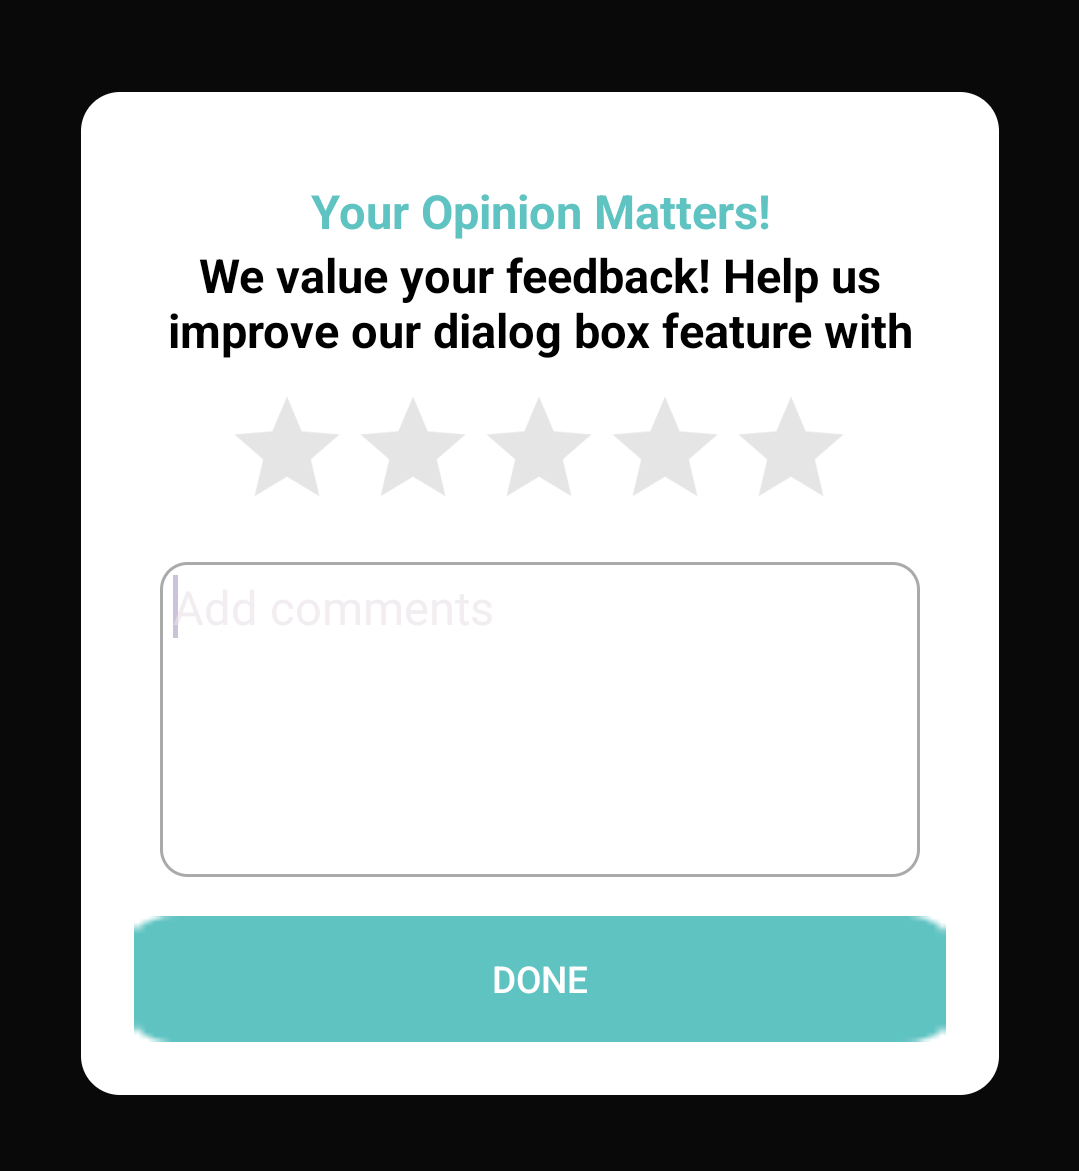 Your Opinion Matters!
We value your feedback! Help us
improve our dialog box feature with
Add comments
DONE